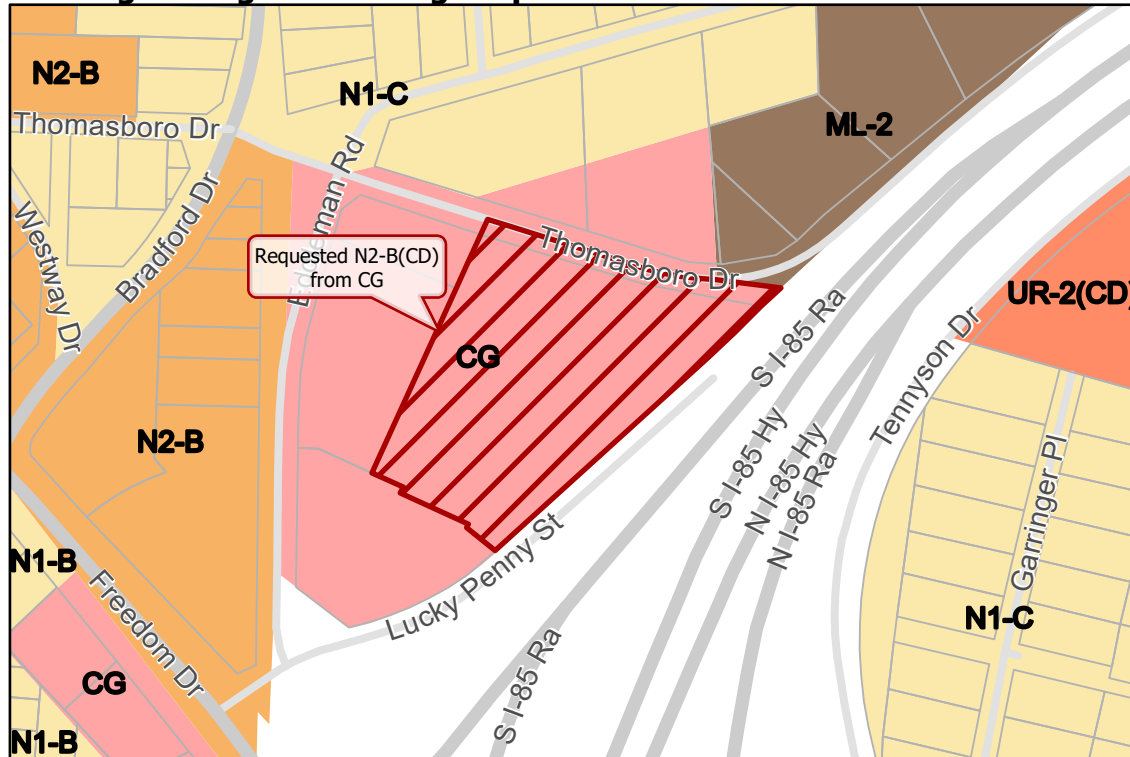 N2-B
N1-C
Thomasboro Dr
ML-2
Eddleman Rd
Westway Dr
Bradford Dr
Requested N2-B(CD)
from CG
Thomasboro Dr
UR-2(CD)
S I-85 Ra
Tennyson Dr
CG
N2-B
S I-85 Hy
N I-85 Hy
N I-85 Ra
Garringer Pl
N1-B
Freedom Dr
Lucky Penny St
N1-C
S I-85 Ra
CG
N1-B